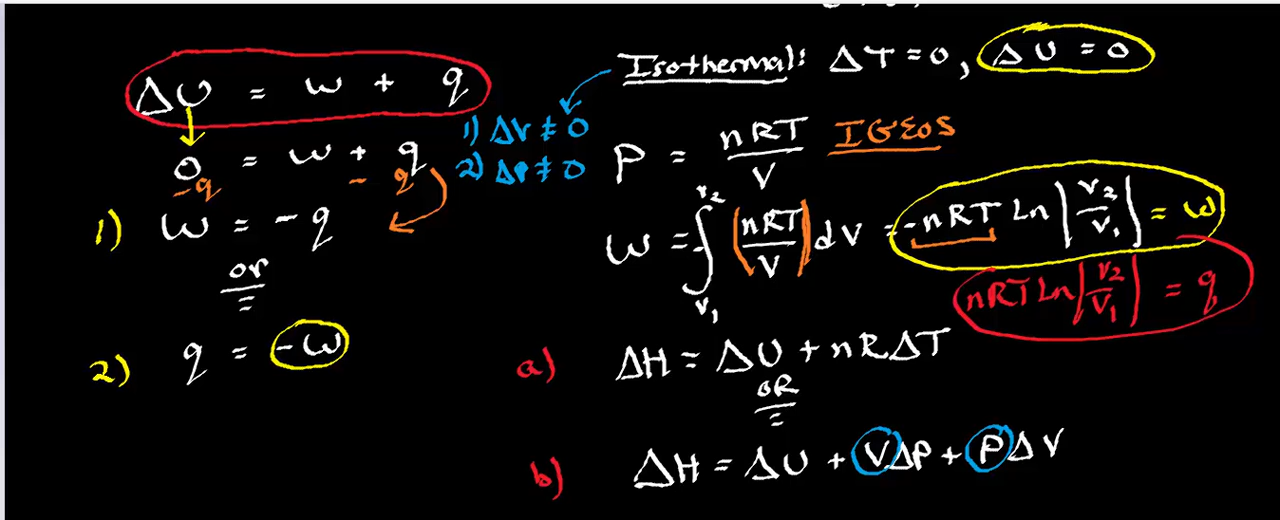 ΔU = w + q
0 = w + q
-q - q
1) w = -q
or
2) q = -w
Isothermal: ΔT = 0, ΔU = 0
1) ΔV ≠ 0
2) ΔP ≠ 0
P = nRT/V IGEOS
w = ∫_{V₁}^{V₂} (nRT/V) dV = -nRT Ln|V₂/V₁| = w
nRT Ln|V₂/V₁| = q
a) ΔH = ΔU + nRΔT
OR
b) ΔH = ΔU + VΔP + PΔV